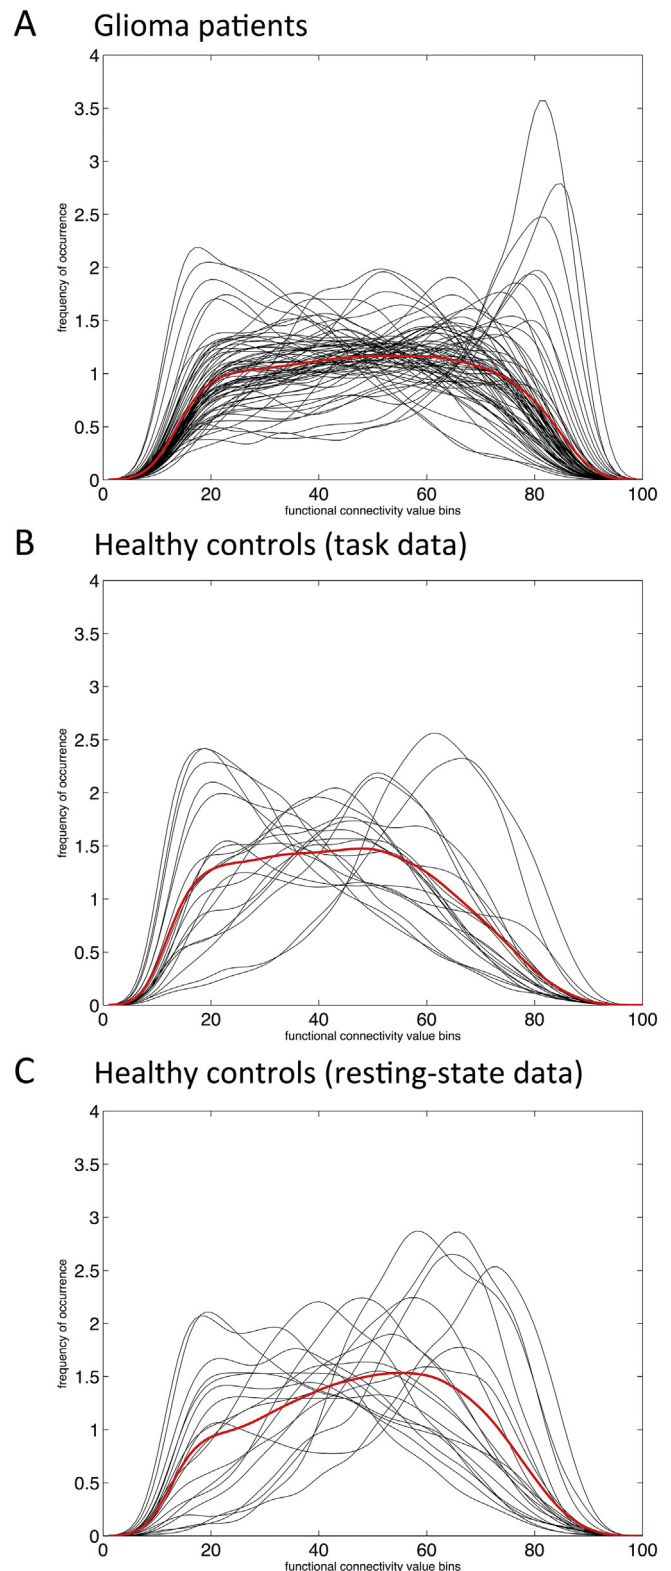 A Glioma patients
4
3.5
3
2.5
2
1.5
1
0.5
0
frequency of occurrence
0 20 40 60 80 100
functional connectivity value bins
B Healthy controls (task data)
4
3.5
3
2.5
2
1.5
1
0.5
0
frequency of occurrence
0 20 40 60 80 100
functional connectivity value bins
C Healthy controls (resting-state data)
4
3.5
3
2.5
2
1.5
1
0.5
0
frequency of occurrence
0 20 40 60 80 100
functional connectivity value bins